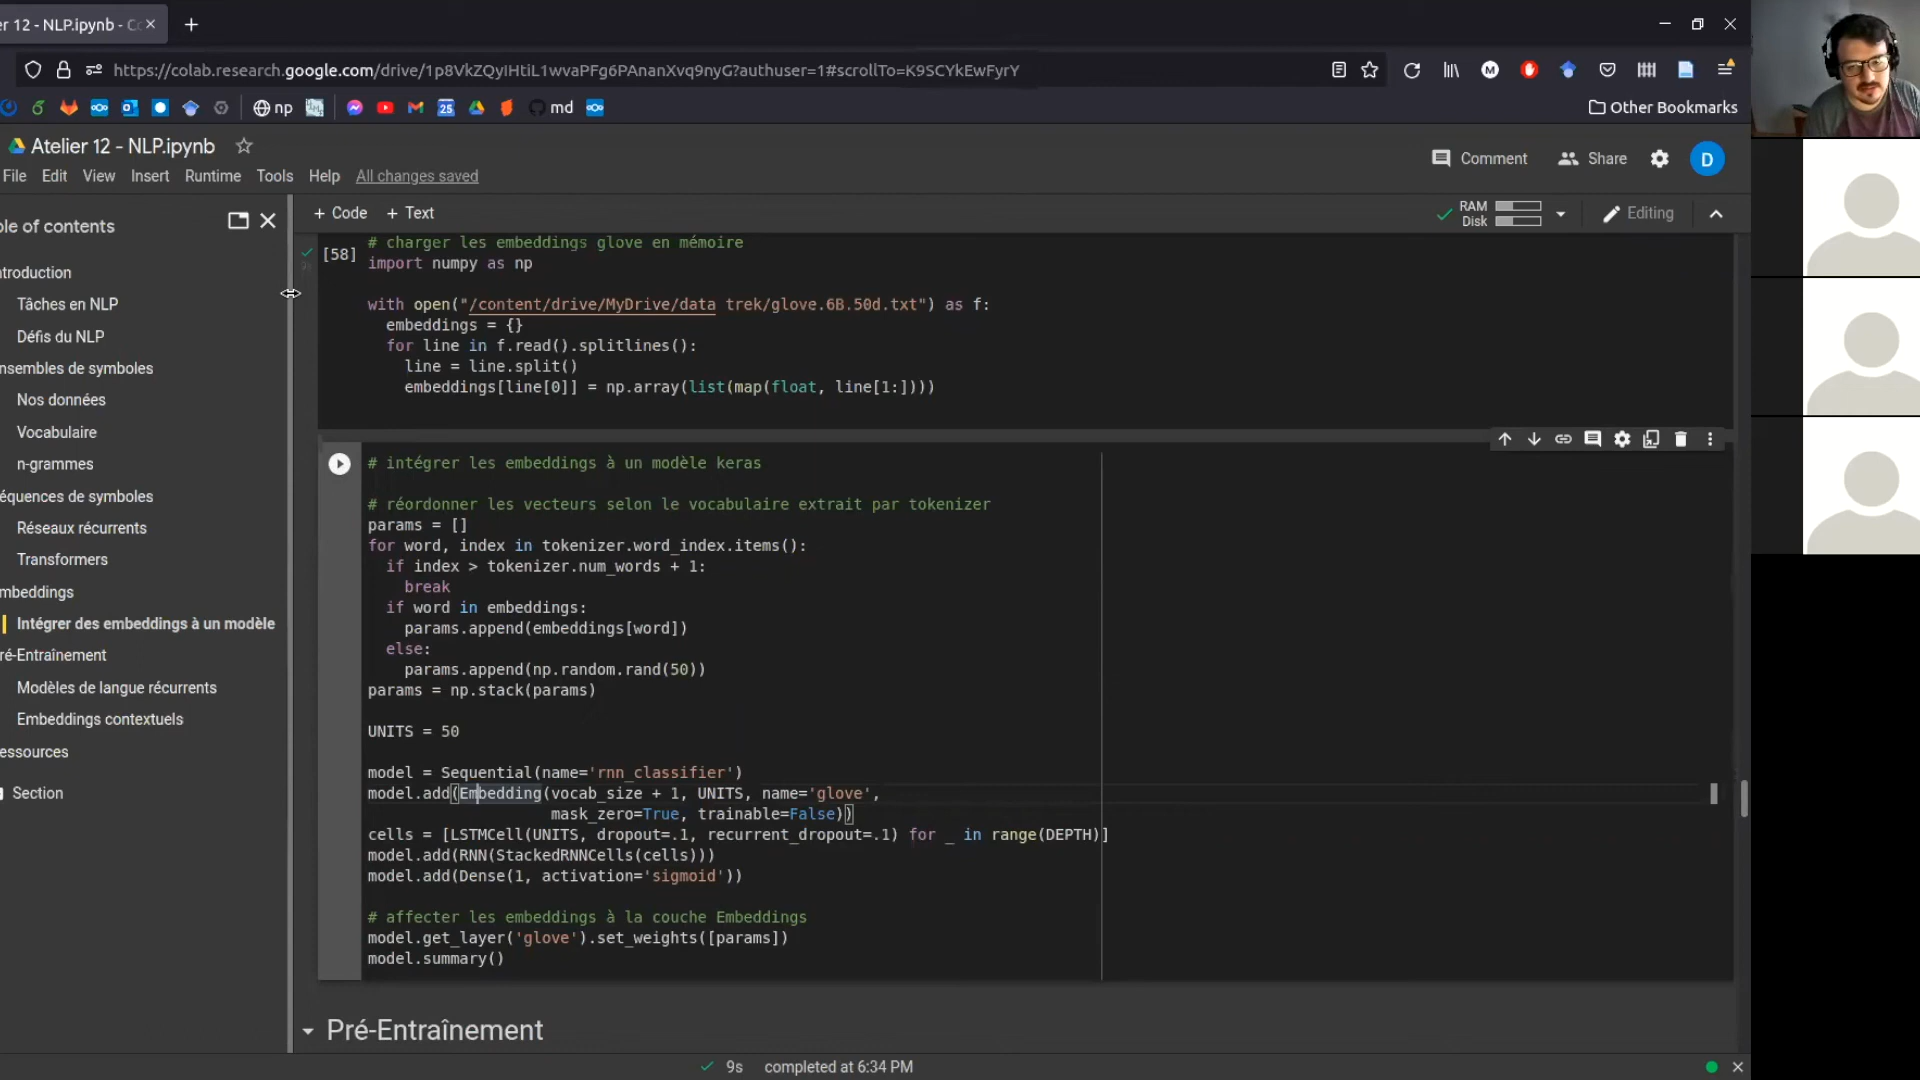 er 12 - NLP.ipynb - Co
https://colab.research.google.com/drive/1p8VkZQyIHtiL1wvaPFg6PAnanXvq9nyG?authuser=1#scrollTo=K9SCYkEwFyrY
np
25
md
Other Bookmarks
Atelier 12 - NLP.ipynb
Comment
Share
D
File Edit View Insert Runtime Tools Help All changes saved
ble of contents
+ Code + Text
RAM
Disk
Editing
ntroduction
Tâches en NLP
Défis du NLP
nsembles de symboles
Nos données
Vocabulaire
n-grammes
équences de symboles
Réseaux récurrents
Transformers
mbeddings
Intégrer des embeddings à un modèle
ré-Entraînement
Modèles de langue récurrents
Embeddings contextuels
essources
Section
[58]
# charger les embeddings glove en mémoire
import numpy as np
with open("/content/drive/MyDrive/data trek/glove.6B.50d.txt") as f:
embeddings = {}
for line in f.read().splitlines():
line = line.split()
embeddings[line[0]] = np.array(list(map(float, line[1:])))
# intégrer les embeddings à un modèle keras
# réordonner les vecteurs selon le vocabulaire extrait par tokenizer
params = []
for word, index in tokenizer.word_index.items():
if index > tokenizer.num_words + 1:
break
if word in embeddings:
params.append(embeddings[word])
else:
params.append(np.random.rand(50))
params = np.stack(params)
UNITS = 50
model = Sequential(name='rnn_classifier')
model.add(Embedding(vocab_size + 1, UNITS, name='glove',
mask_zero=True, trainable=False))
cells = [LSTMCell(UNITS, dropout=.1, recurrent_dropout=.1) for _ in range(DEPTH)]
model.add(RNN(StackedRNNCells(cells)))
model.add(Dense(1, activation='sigmoid'))
# affecter les embeddings à la couche Embeddings
model.get_layer('glove').set_weights([params])
model.summary()
Pré-Entraînement
9s completed at 6:34 PM